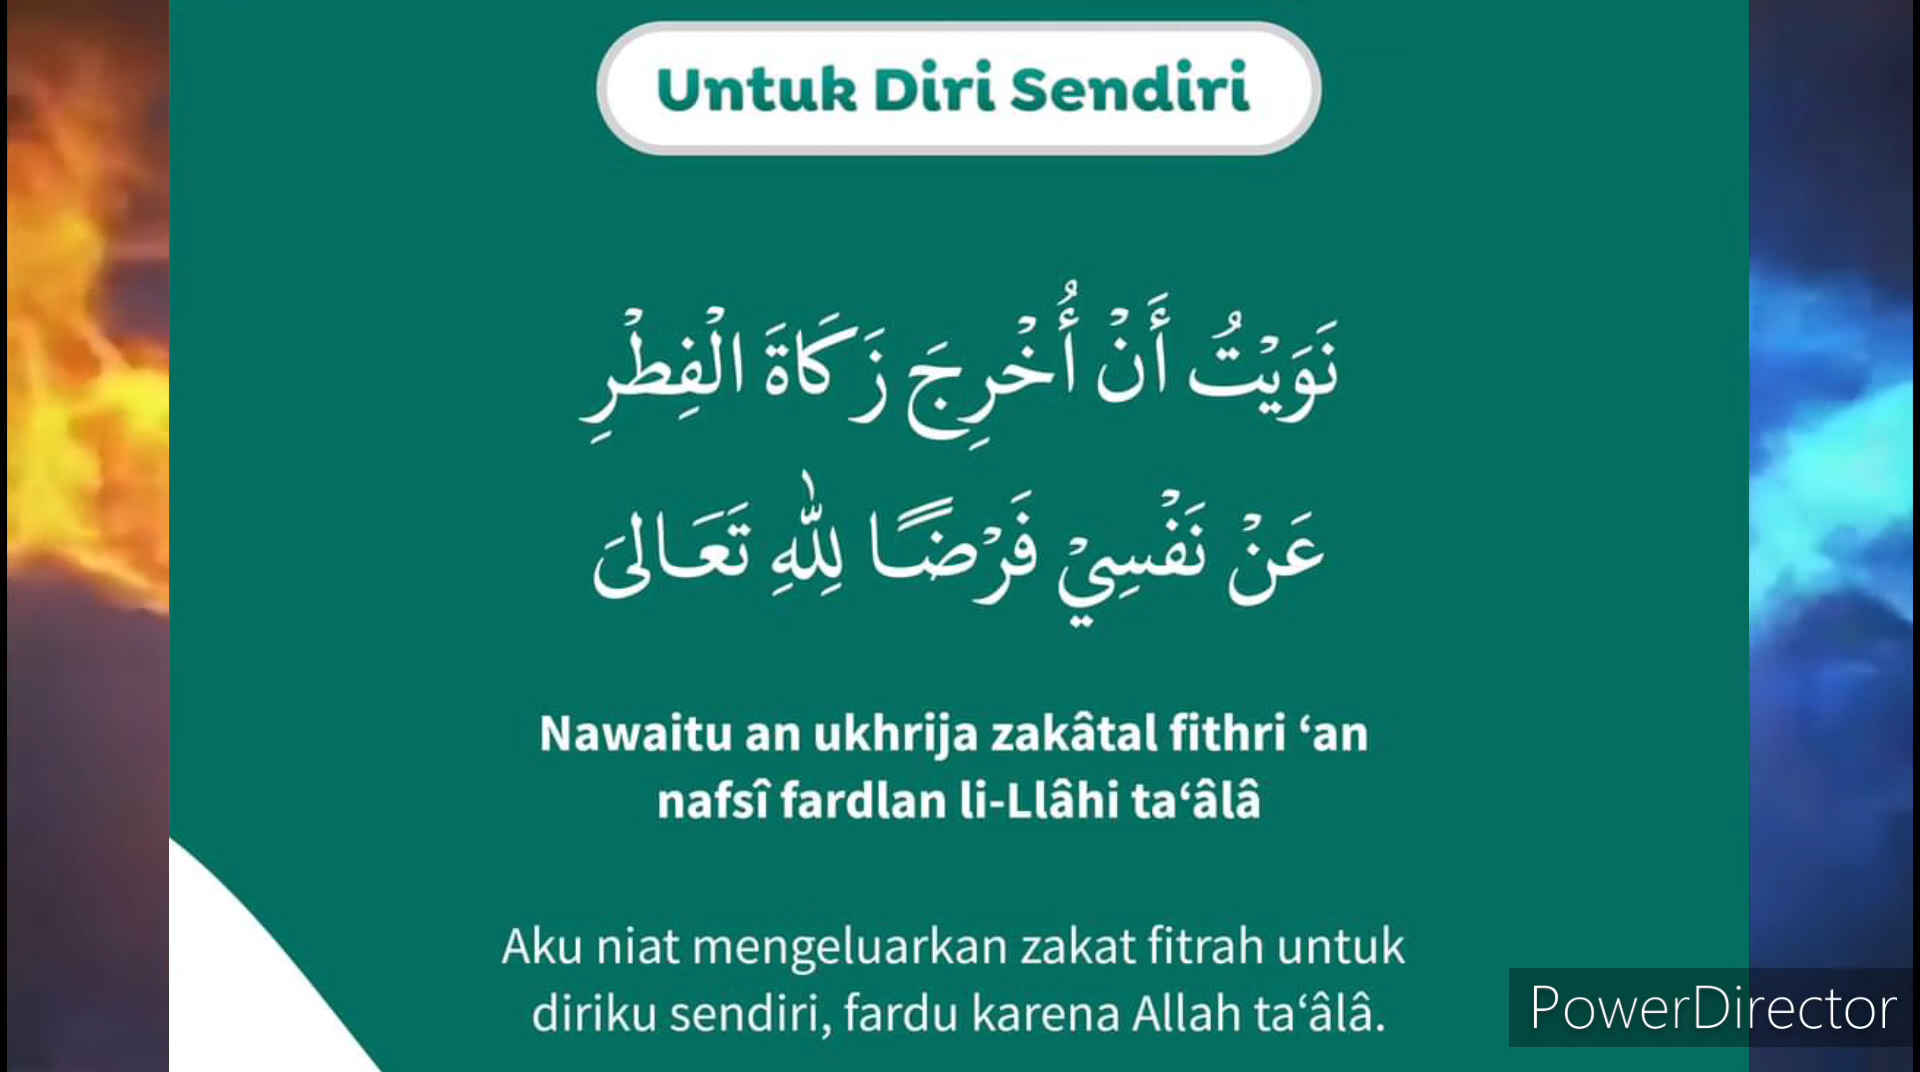 Untuk Diri Sendiri
نَوَيْتُ أَنْ أُخْرِجَ زَكَاةَ الْفِطْرِ
عَنْ نَفْسِيْ فَرْضًا لِلّٰهِ تَعَالىَ
Nawaitu an ukhrija zakâtal fithri ‘an
nafsî fardlan li-Llâhi ta‘âlâ
Aku niat mengeluarkan zakat fitrah untuk
diriku sendiri, fardu karena Allah ta‘âlâ.
PowerDirector